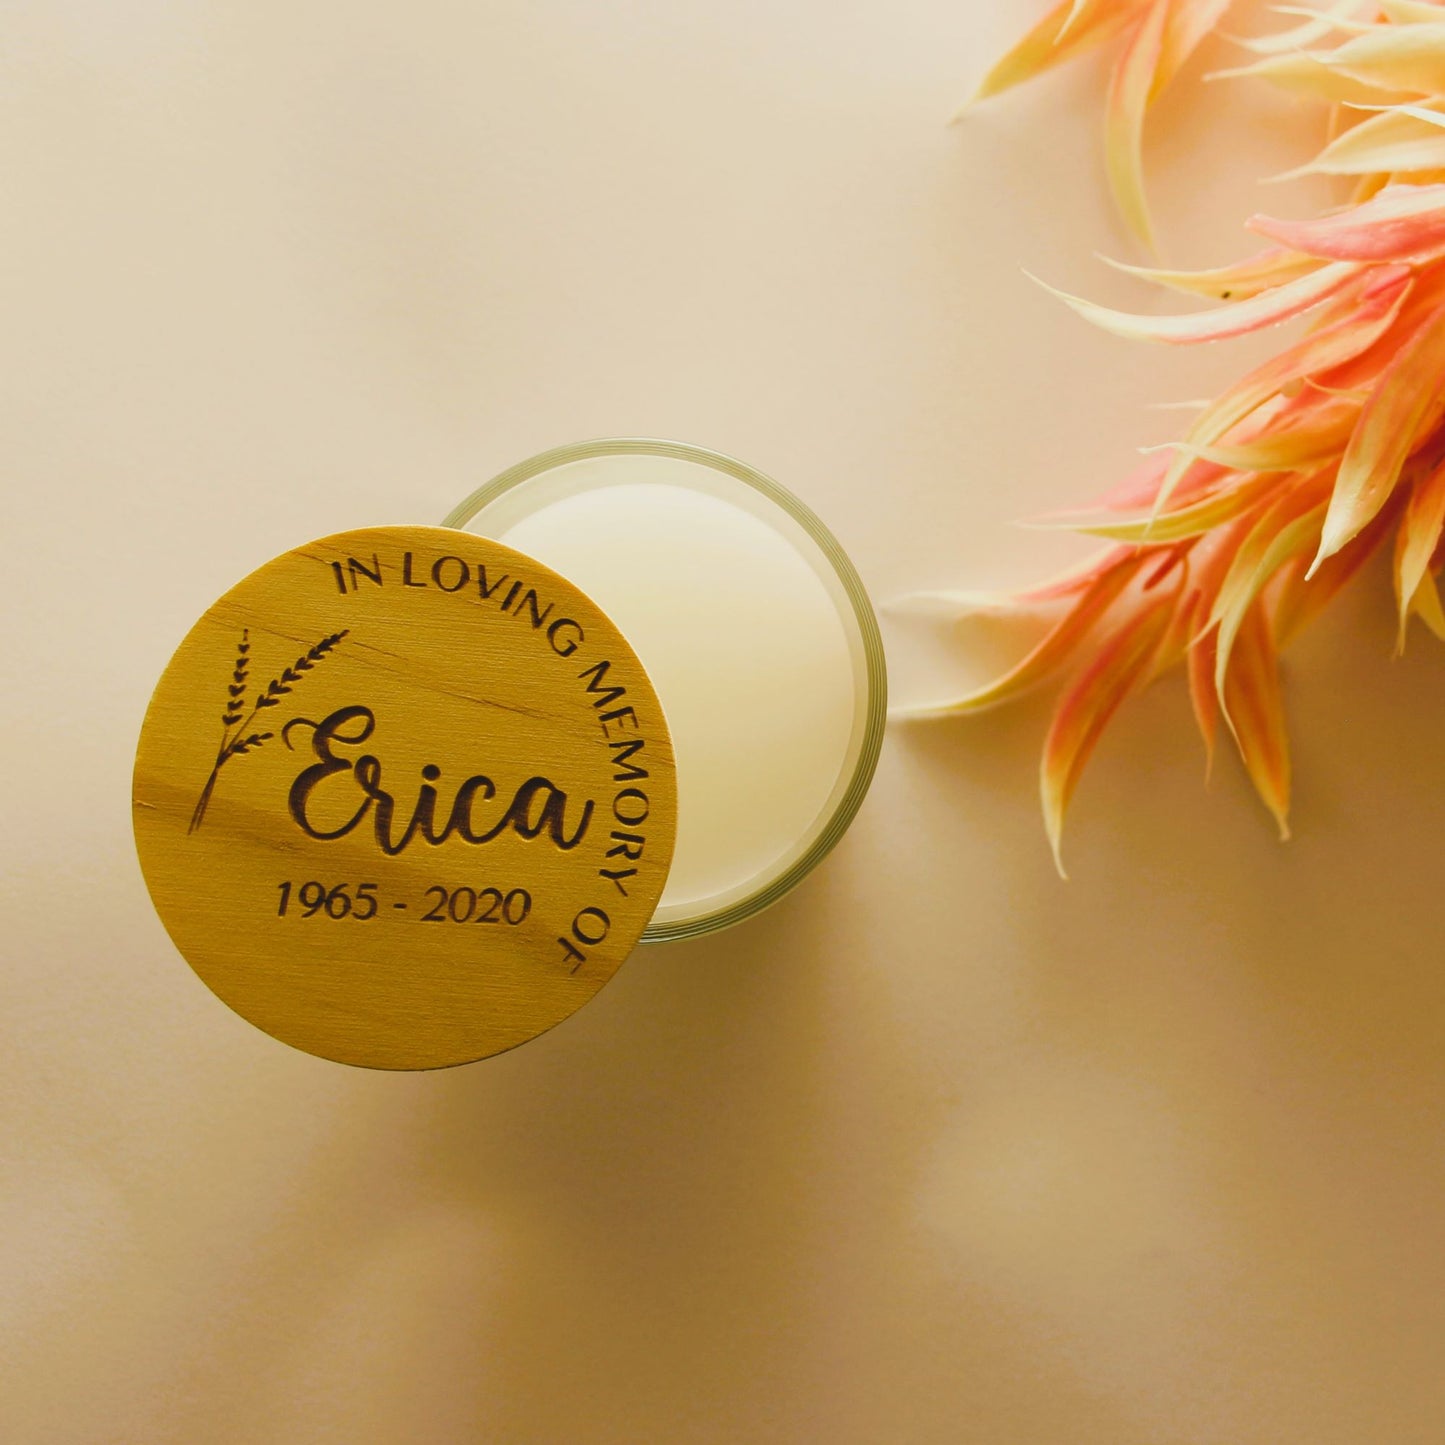 IN LOVING MEMORY OF
Erica
1965 - 2020